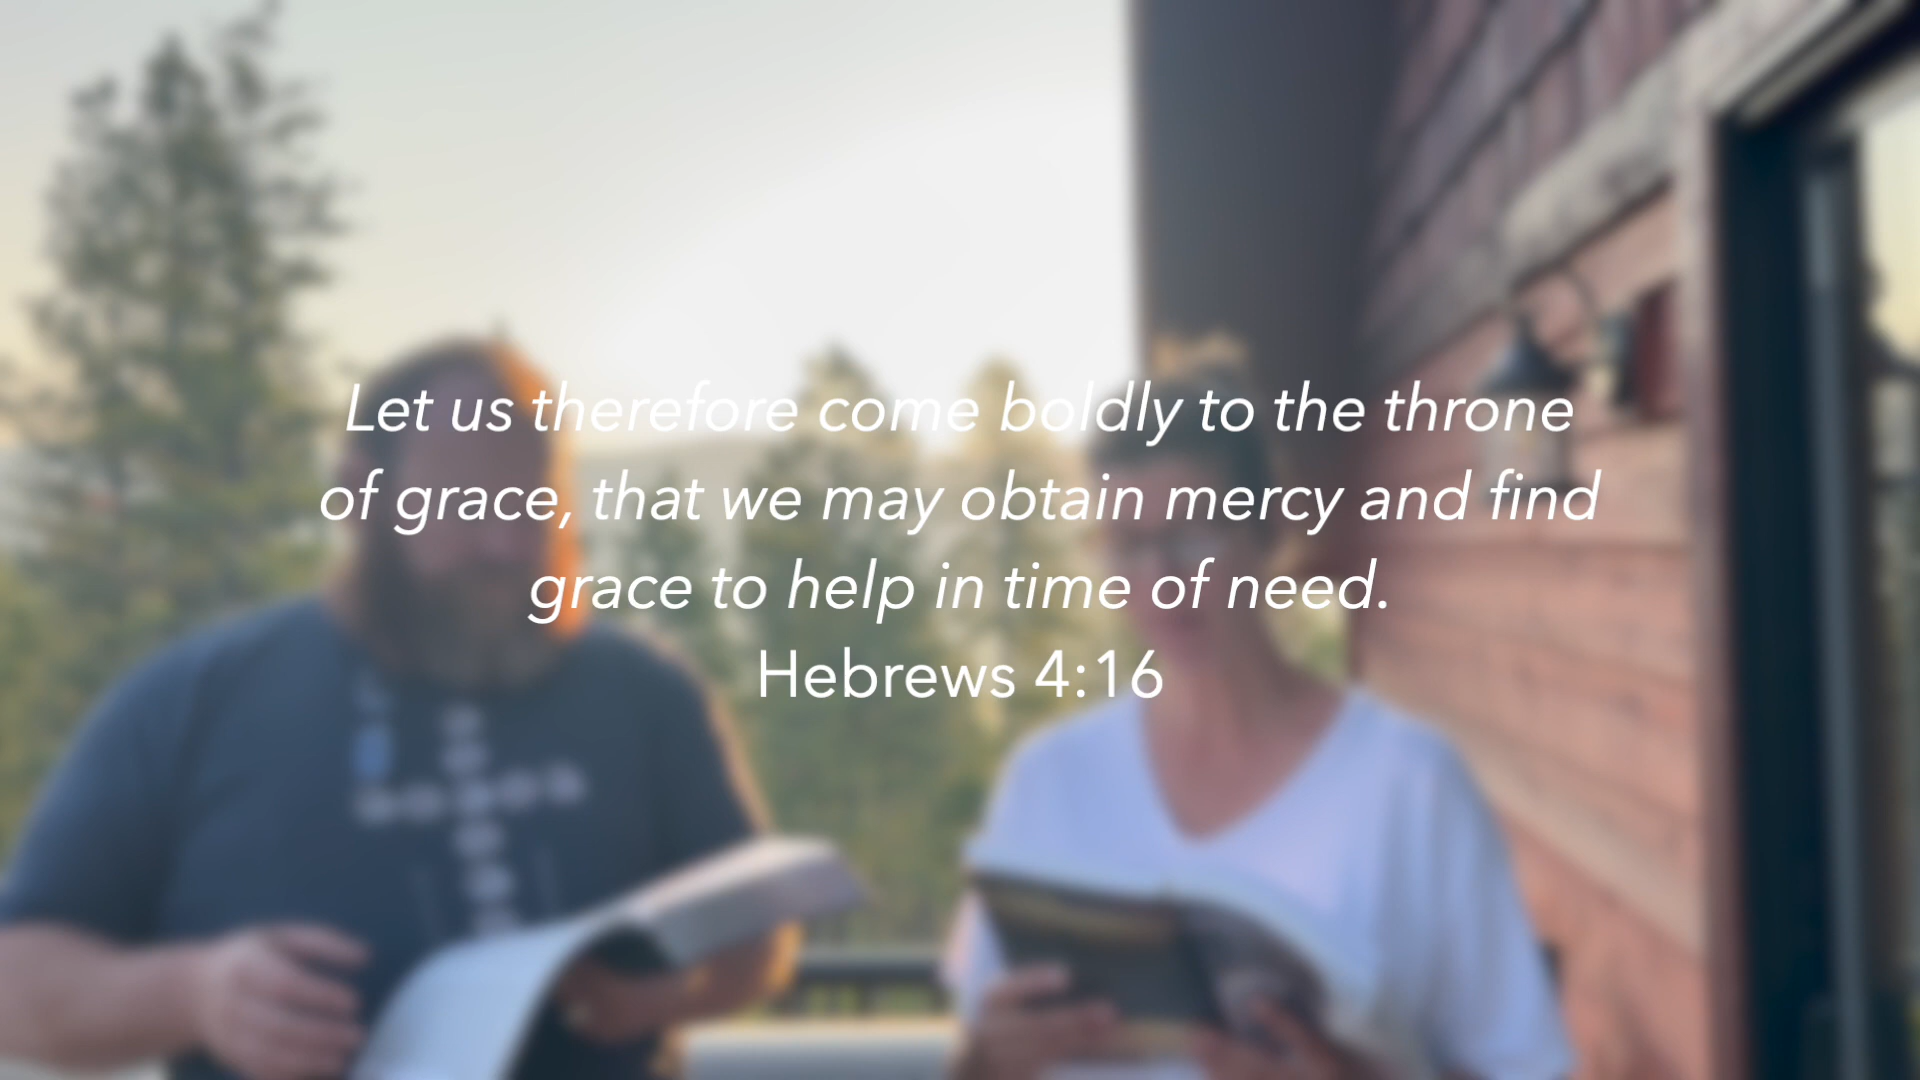 Let us therefore come boldly to the throne
of grace, that we may obtain mercy and find
grace to help in time of need.
Hebrews 4:16